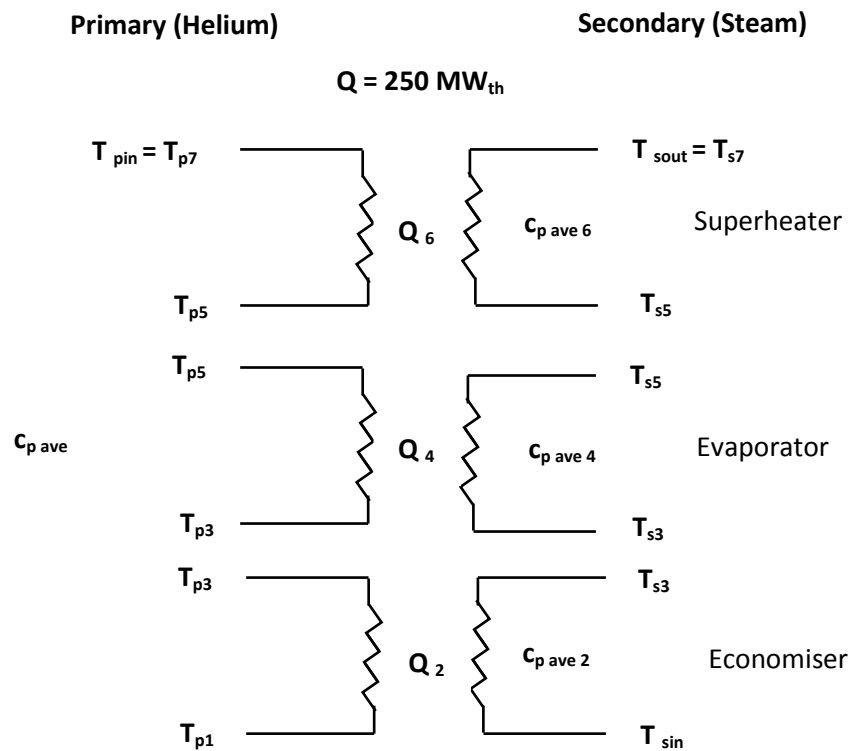 Primary (Helium)
Secondary (Steam)
Q = 250 MWth
T pin = Tp7
T sout = Ts7
Q 6
cp ave 6
Superheater
Tp5
Ts5
Tp5
Ts5
cp ave
Q 4
cp ave 4
Evaporator
Tp3
Ts3
Tp3
Ts3
Q 2
cp ave 2
Economiser
Tp1
T sin